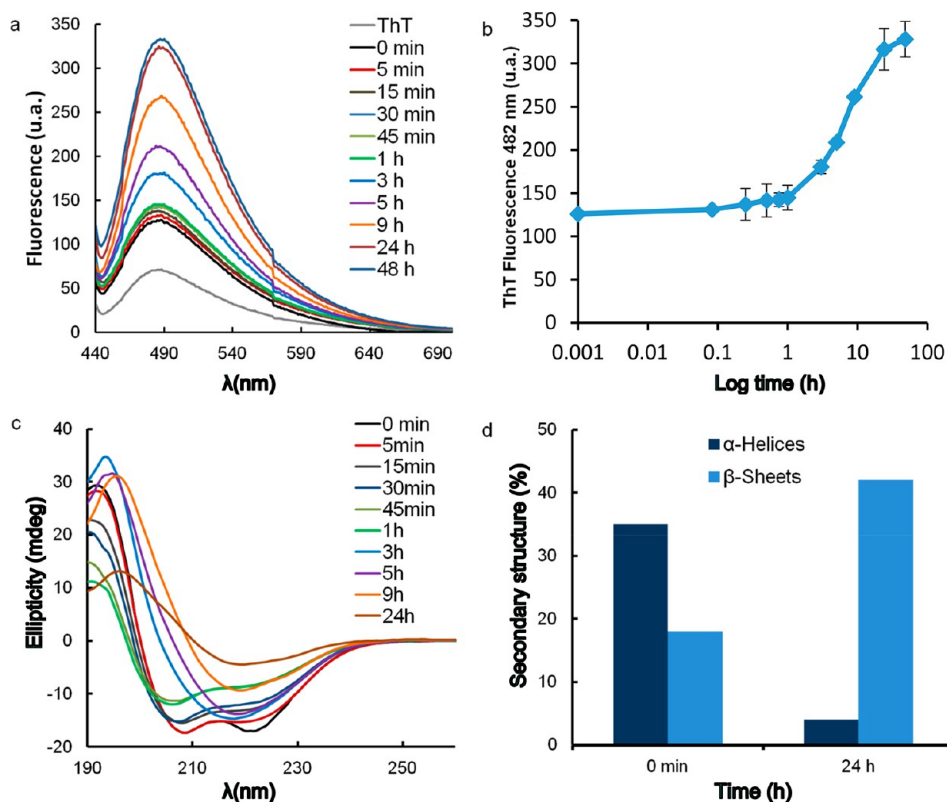 a
Fluorescence (u.a.)
350
300
250
200
150
100
50
0
440
490
540
590
640
690
λ(nm)
ThT
0 min
5 min
15 min
30 min
45 min
1 h
3 h
5 h
9 h
24 h
48 h
b
ThT Fluorescence 482 nm (u.a.)
350
300
250
200
150
100
50
0
0.001
0.01
0.1
1
10
100
Log time (h)
c
Ellipticity (mdeg)
40
30
20
10
0
-10
-20
190
210
230
250
λ(nm)
0 min
5min
15min
30min
45min
1h
3h
5h
9h
24h
d
Secondary structure (%)
50
40
30
20
10
0
α-Helices
β-Sheets
0 min
24 h
Time (h)